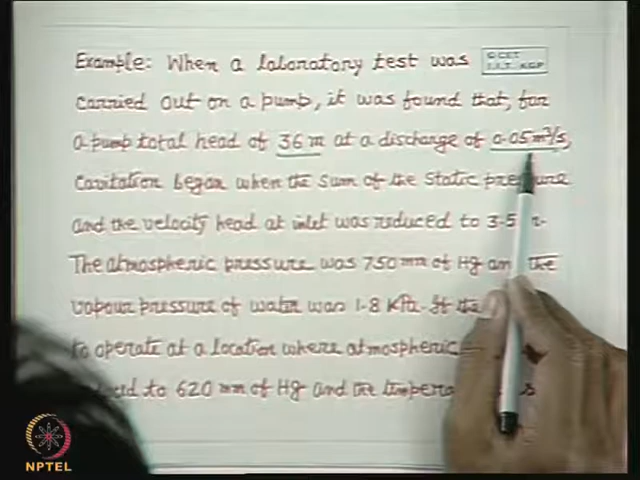 Example: When a laboratory test was
© CET
I.I.T. KGP
carried out on a pump, it was found that, for
a pump total head of 36 m at a discharge of 0.05 m³/s,
Cavitation began when the sum of the static pressure
and the velocity head at inlet was reduced to 3.5
The atmospheric pressure was 750 mm of Hg and the
vapour pressure of water was 1.8 KPa. If the
to operate at a location where atmospheric
to 620 mm of Hg and the
NPTEL